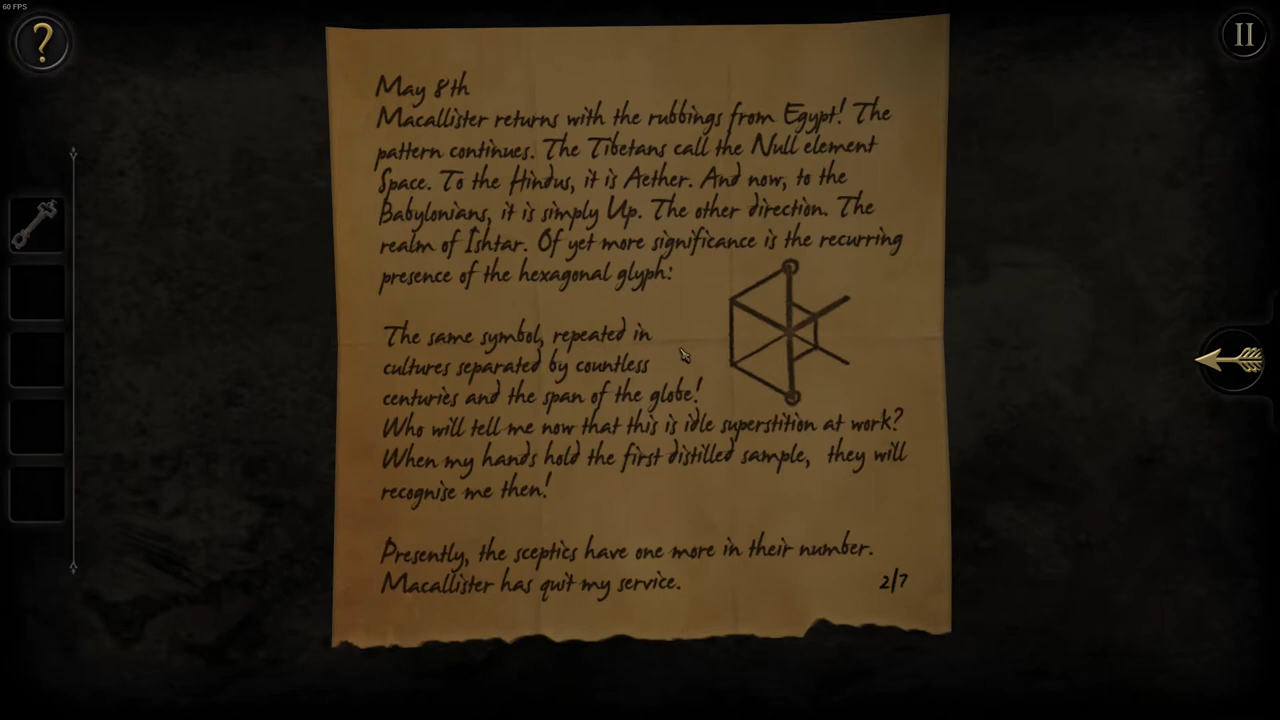 60 FPS
?
II
May 8th
Macallister returns with the rubbings from Egypt! The
pattern continues. The Tibetans call the Null element
Space. To the Hindus, it is Aether. And now, to the
Babylonians, it is simply Up. The other direction. The
realm of Ishtar. Of yet more significance is the recurring
presence of the hexagonal glyph:
The same symbol, repeated in
cultures separated by countless
centuries and the span of the globe!
Who will tell me now that this is idle superstition at work?
When my hands hold the first distilled sample, they will
recognise me then!
Presently, the sceptics have one more in their number.
Macallister has quit my service.
2/7